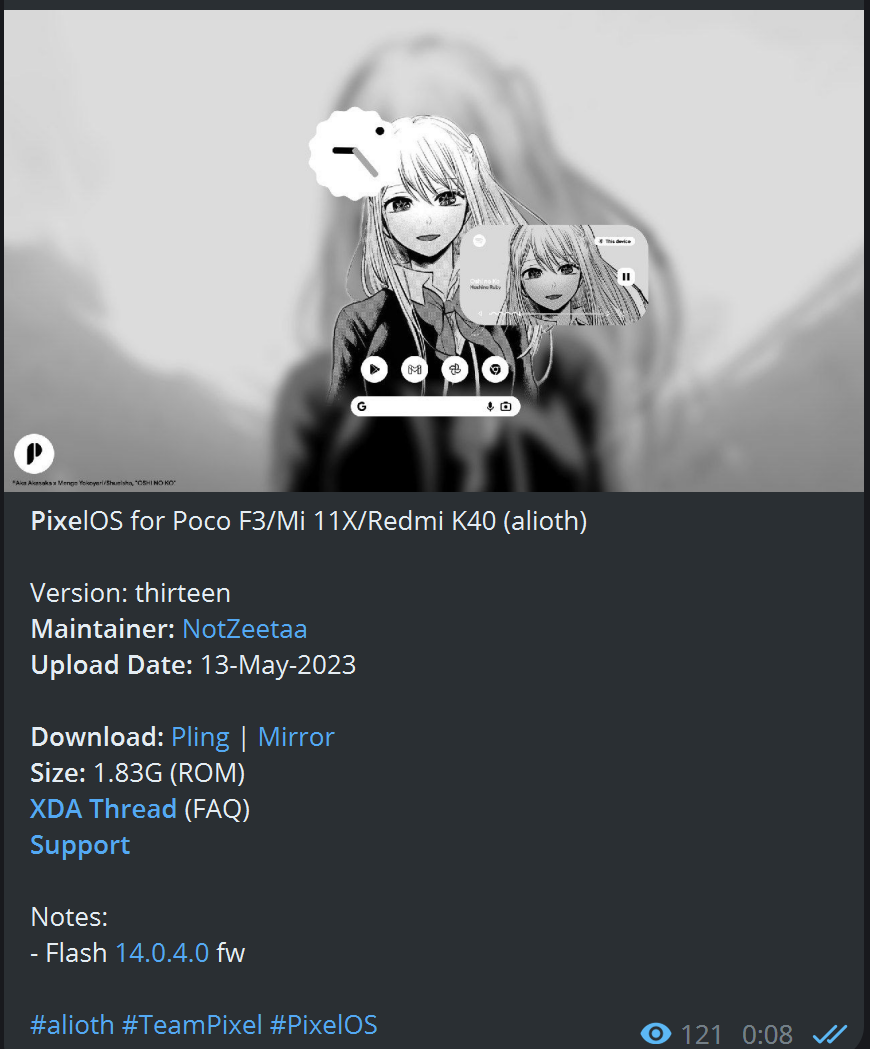 This device
Hoshino Ruby
G
*Aka Akasaka x Mengo Yokoyari/Shueisha, "OSHI NO KO"
PixelOS for Poco F3/Mi 11X/Redmi K40 (alioth)
Version: thirteen
Maintainer: NotZeetaa
Upload Date: 13-May-2023
Download: Pling | Mirror
Size: 1.83G (ROM)
XDA Thread (FAQ)
Support
Notes:
- Flash 14.0.4.0 fw
#alioth #TeamPixel #PixelOS
121 0:08